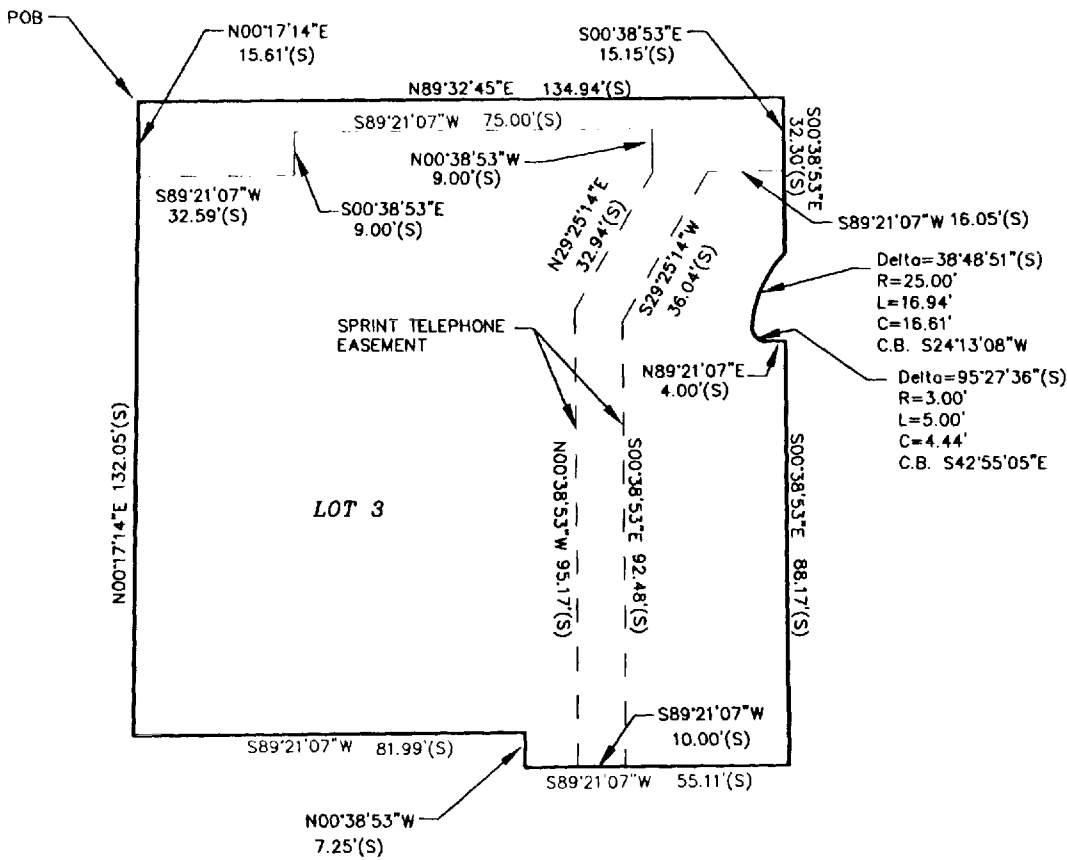 POB
N00°17'14"E
15.61'(S)
S00°38'53"E
15.15'(S)
N89°32'45"E 134.94'(S)
S89°21'07"W 75.00'(S)
S00°38'53"E
32.30'(S)
N00°38'53"W
9.00'(S)
S89°21'07"W
32.59'(S)
S00°38'53"E
9.00'(S)
N29°25'14"E
32.94'(S)
S29°25'14"W
36.04'(S)
S89°21'07"W 16.05'(S)
Delta=38°48'51"(S)
R=25.00'
L=16.94'
C=16.61'
C.B. S24°13'08"W
SPRINT TELEPHONE
EASEMENT
N89°21'07"E
4.00'(S)
Delta=95°27'36"(S)
R=3.00'
L=5.00'
C=4.44'
C.B. S42°55'05"E
N00°17'14"E 132.05'(S)
LOT 3
N00°38'53"W 95.17'(S)
S00°38'53"E 92.48'(S)
S00°38'53"E 88.17'(S)
S89°21'07"W
10.00'(S)
S89°21'07"W 81.99'(S)
S89°21'07"W 55.11'(S)
N00°38'53"W
7.25'(S)